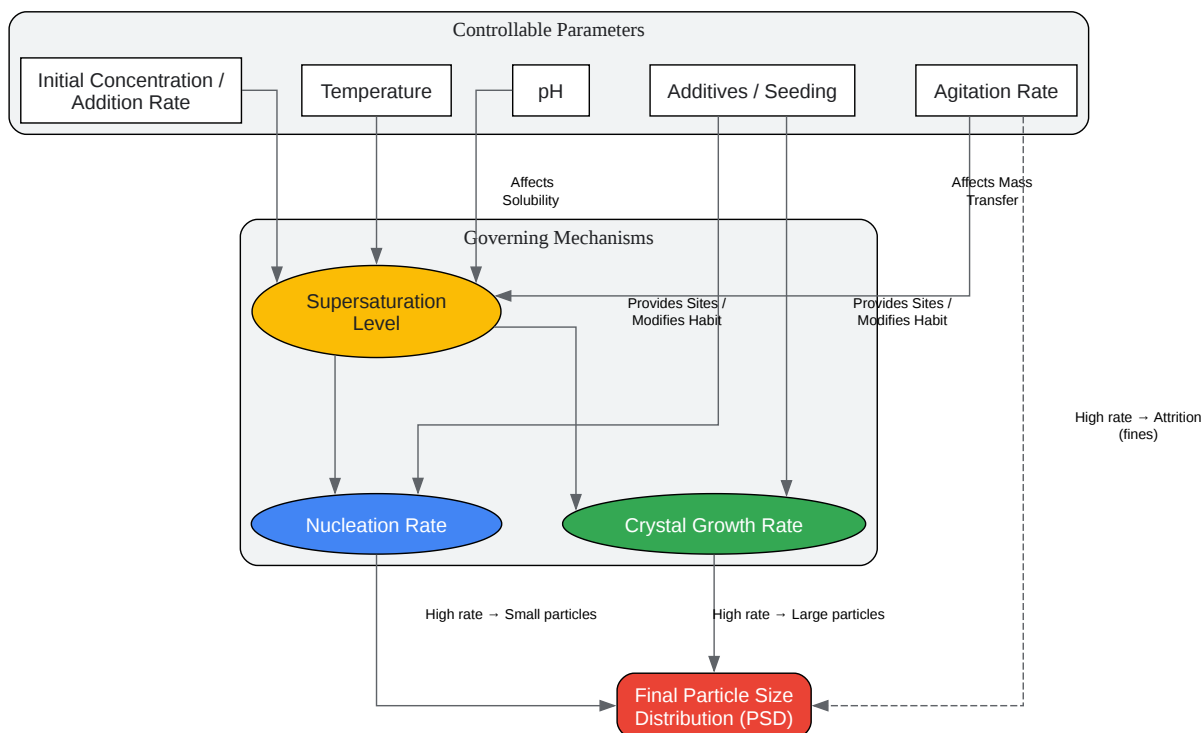 Controllable Parameters
Initial Concentration /
Addition Rate
Temperature
pH
Additives / Seeding
Agitation Rate
Affects
Solubility
Affects Mass
Transfer
Governing Mechanisms
Supersaturation
Level
Provides Sites /
Modifies Habit
Provides Sites /
Modifies Habit
High rate → Attrition
(fines)
Nucleation Rate
Crystal Growth Rate
High rate → Small particles
High rate → Large particles
Final Particle Size
Distribution (PSD)